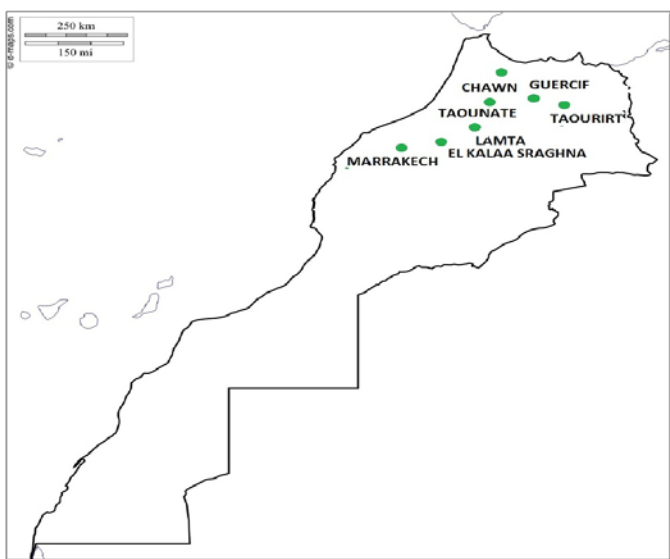 © d-maps.com
250 km
150 mi
CHAWN
GUERCIF
TAOUNATE
TAOURIRT
LAMTA
MARRAKECH
EL KALAA SRAGHNA